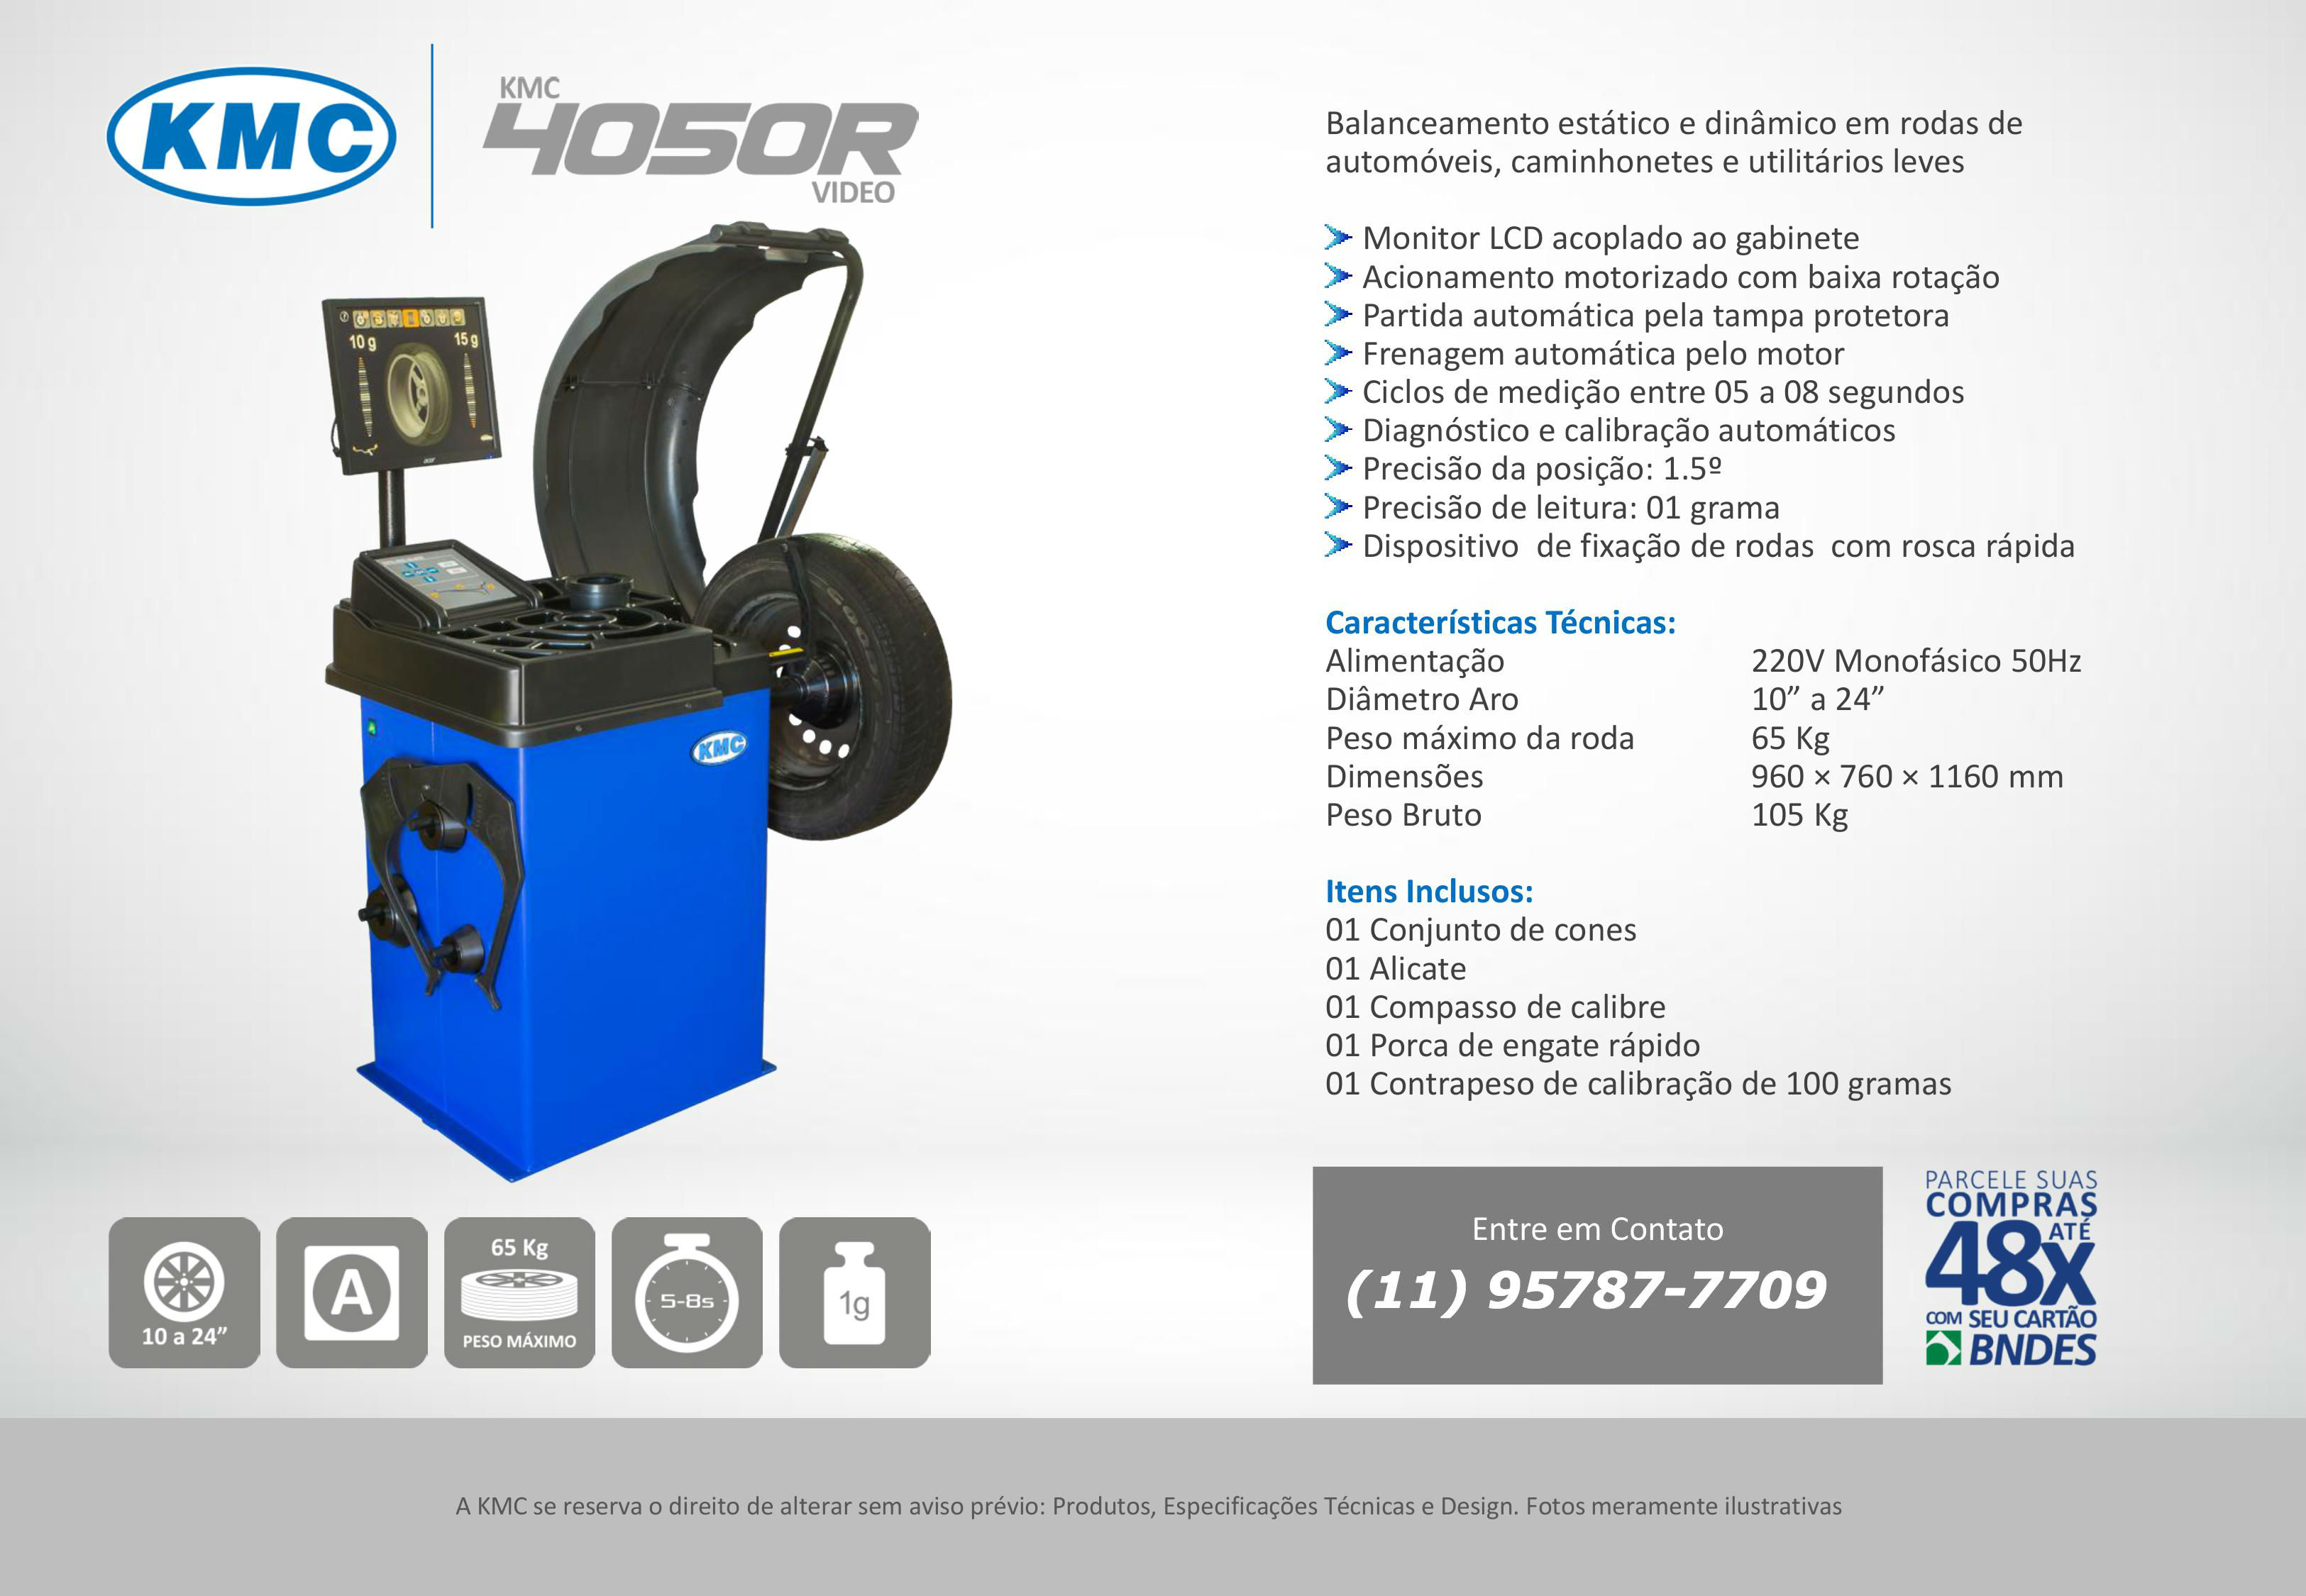 KMC
KMC
4050R
VIDEO
Balanceamento estático e dinâmico em rodas de
automóveis, caminhonetes e utilitários leves
Monitor LCD acoplado ao gabinete
Acionamento motorizado com baixa rotação
Partida automática pela tampa protetora
Frenagem automática pelo motor
Ciclos de medição entre 05 a 08 segundos
Diagnóstico e calibração automáticos
Precisão da posição: 1.5º
Precisão de leitura: 01 grama
Dispositivo  de fixação de rodas  com rosca rápida
10 g
15 g
acer
KMC
Características Técnicas:
Alimentação 220V Monofásico 50Hz
Diâmetro Aro 10” a 24”
Peso máximo da roda 65 Kg
Dimensões 960 × 760 × 1160 mm
Peso Bruto 105 Kg
Itens Inclusos:
01 Conjunto de cones
01 Alicate
01 Compasso de calibre
01 Porca de engate rápido
01 Contrapeso de calibração de 100 gramas
10 a 24”
A
65 Kg
PESO MÁXIMO
5-8s
1g
Entre em Contato
(11) 95787-7709
PARCELE SUAS
COMPRAS
ATÉ
48x
COM SEU CARTÃO
BNDES
A KMC se reserva o direito de alterar sem aviso prévio: Produtos, Especificações Técnicas e Design. Fotos meramente ilustrativas